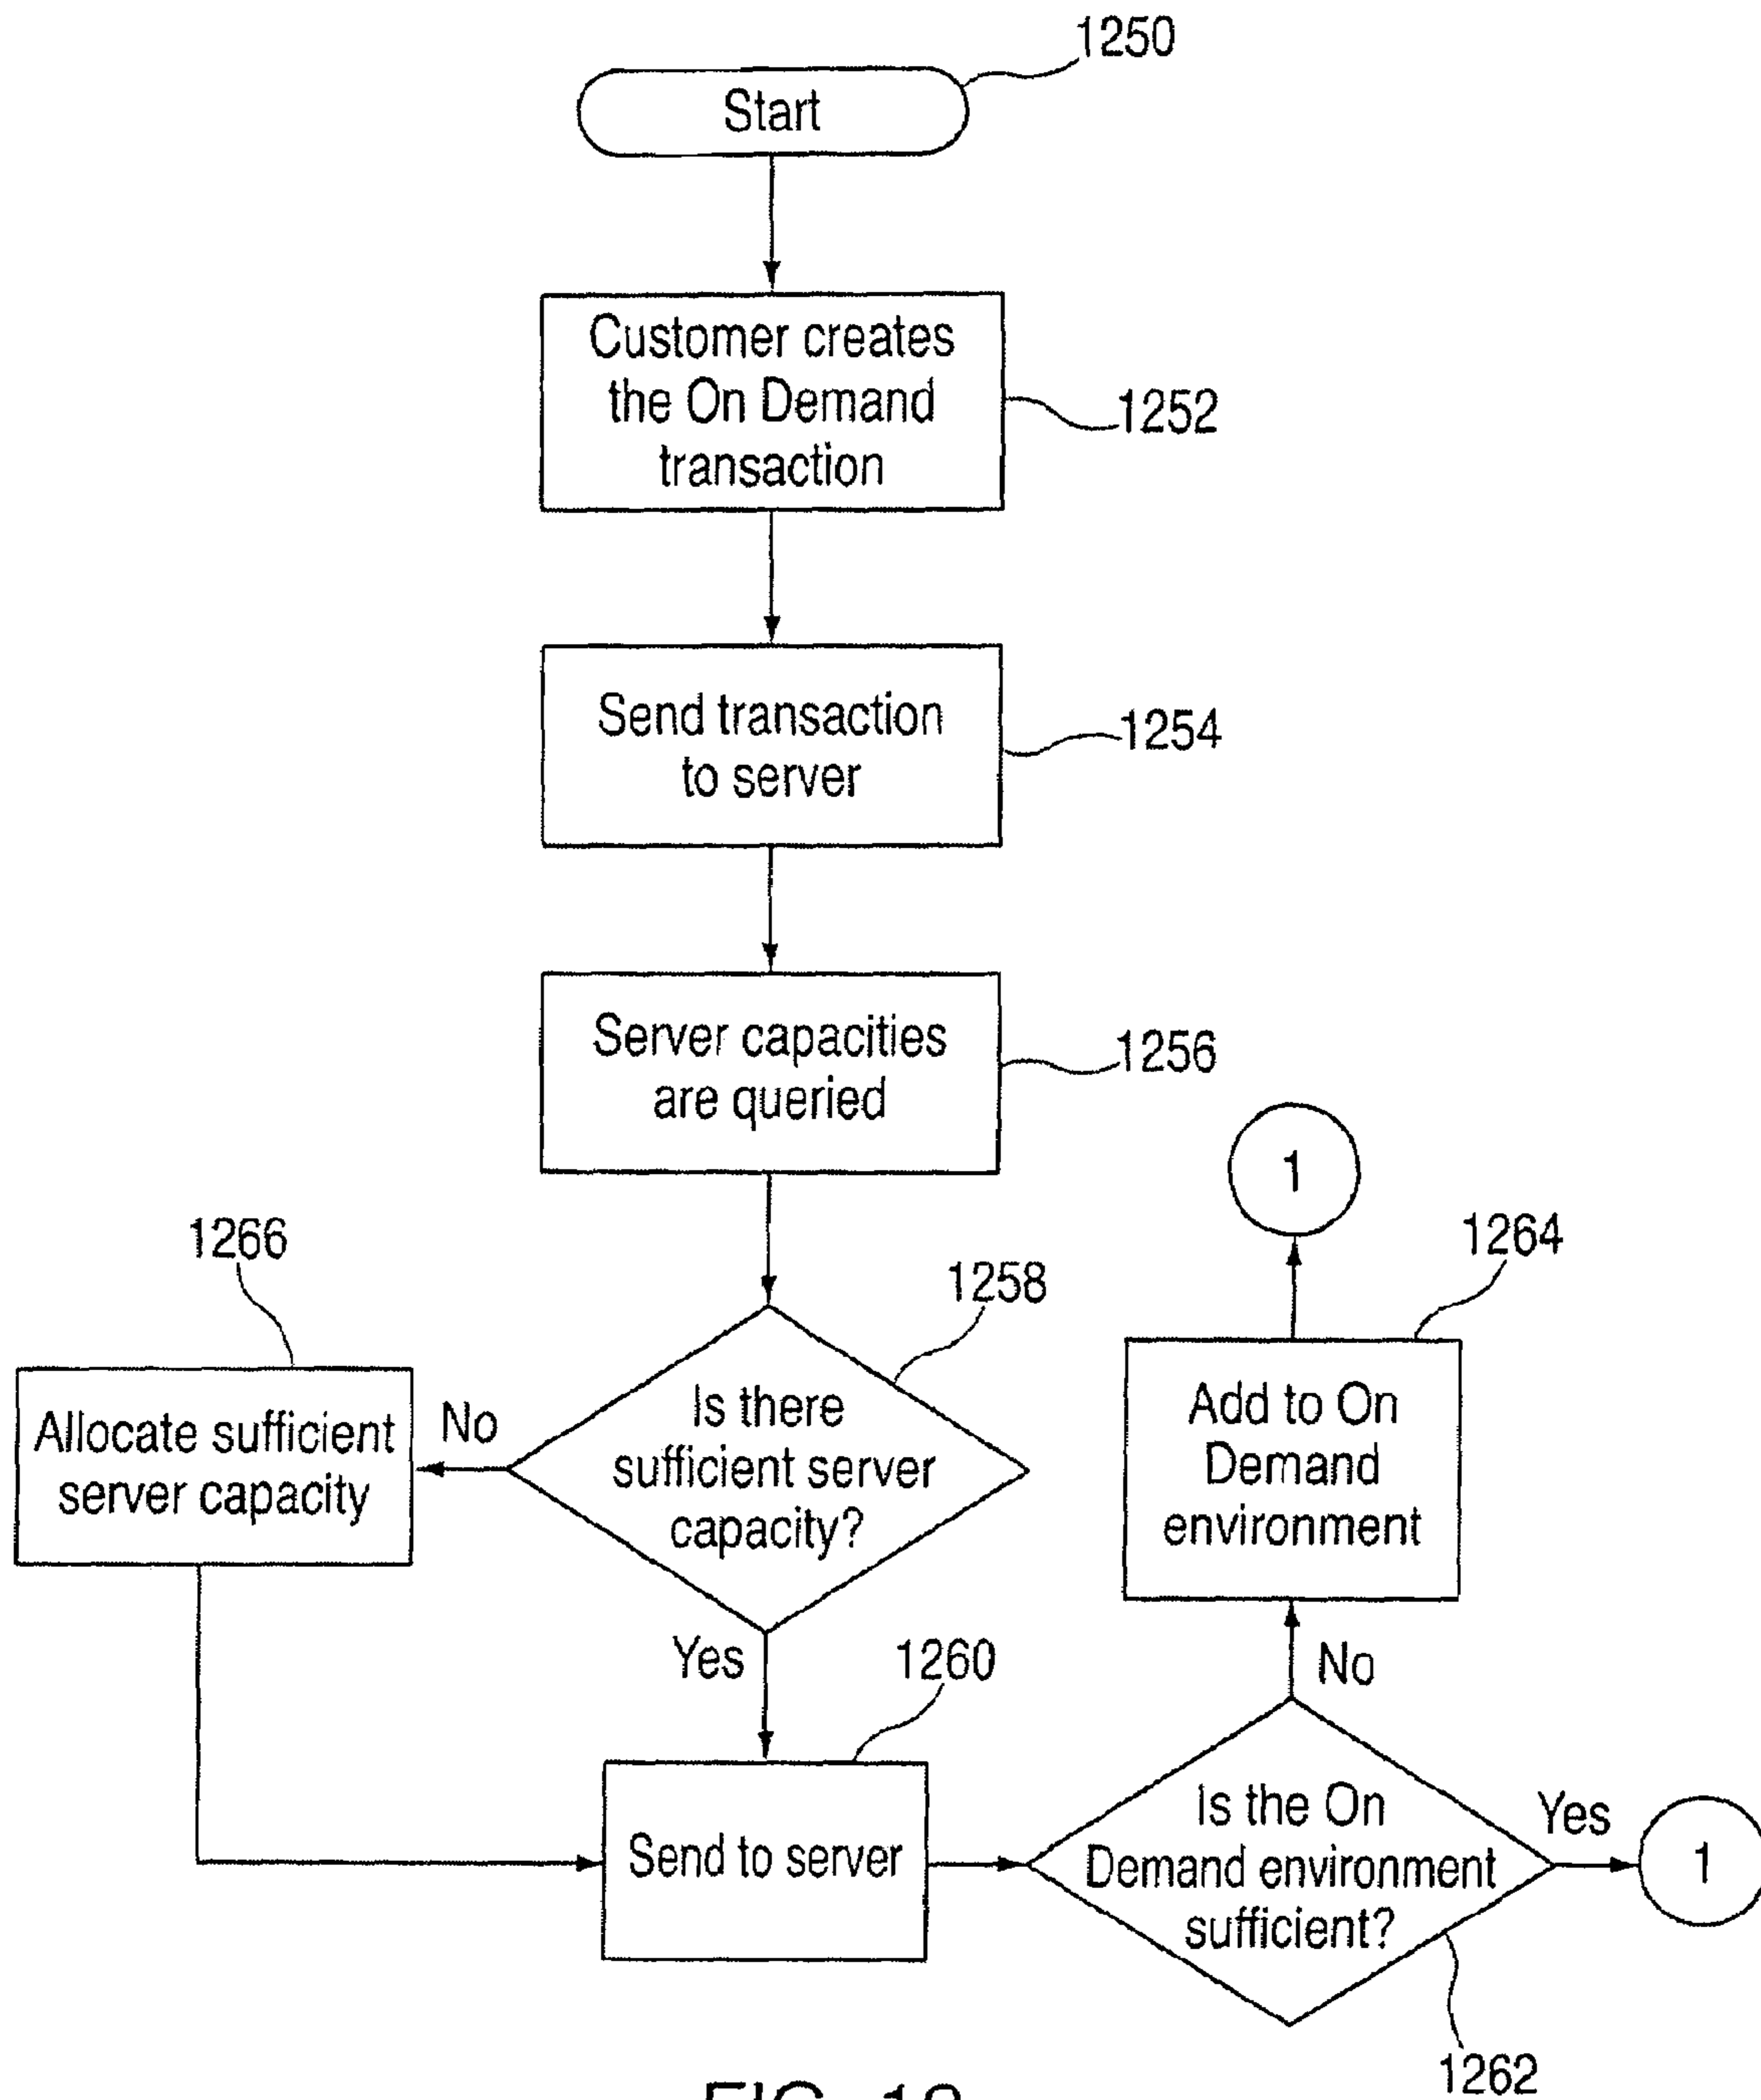 1250
Start
Customer creates
the On Demand
transaction
1252
Send transaction
to server
1254
Server capacities
are queried
1256
1
1266
1258
1264
Allocate sufficient
server capacity
No
Is there
sufficient server
capacity?
Add to On
Demand
environment
Yes
1260
No
Send to server
Is the On
Demand environment
sufficient?
Yes
1
1262
FIG.